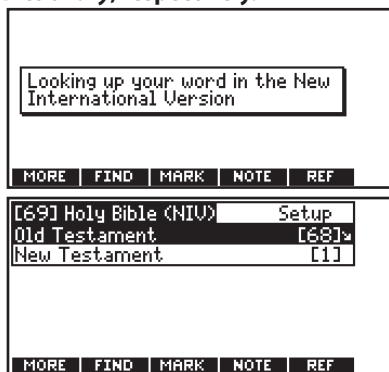 Looking up your word in the New
International Version
MORE FIND MARK NOTE REF
[69] Holy Bible (NIV) Setup
Old Testament [68]↘
New Testament [1]
MORE FIND MARK NOTE REF